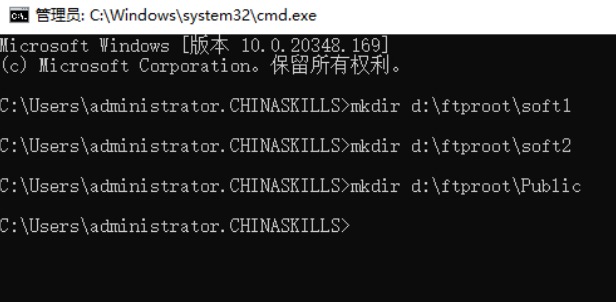 管理员: C:\Windows\system32\cmd.exe
Microsoft Windows [版本 10.0.20348.169]
(c) Microsoft Corporation。保留所有权利。
C:\Users\administrator.CHINASKILLS>mkdir d:\ftproot\soft1
C:\Users\administrator.CHINASKILLS>mkdir d:\ftproot\soft2
C:\Users\administrator.CHINASKILLS>mkdir d:\ftproot\Public
C:\Users\administrator.CHINASKILLS>